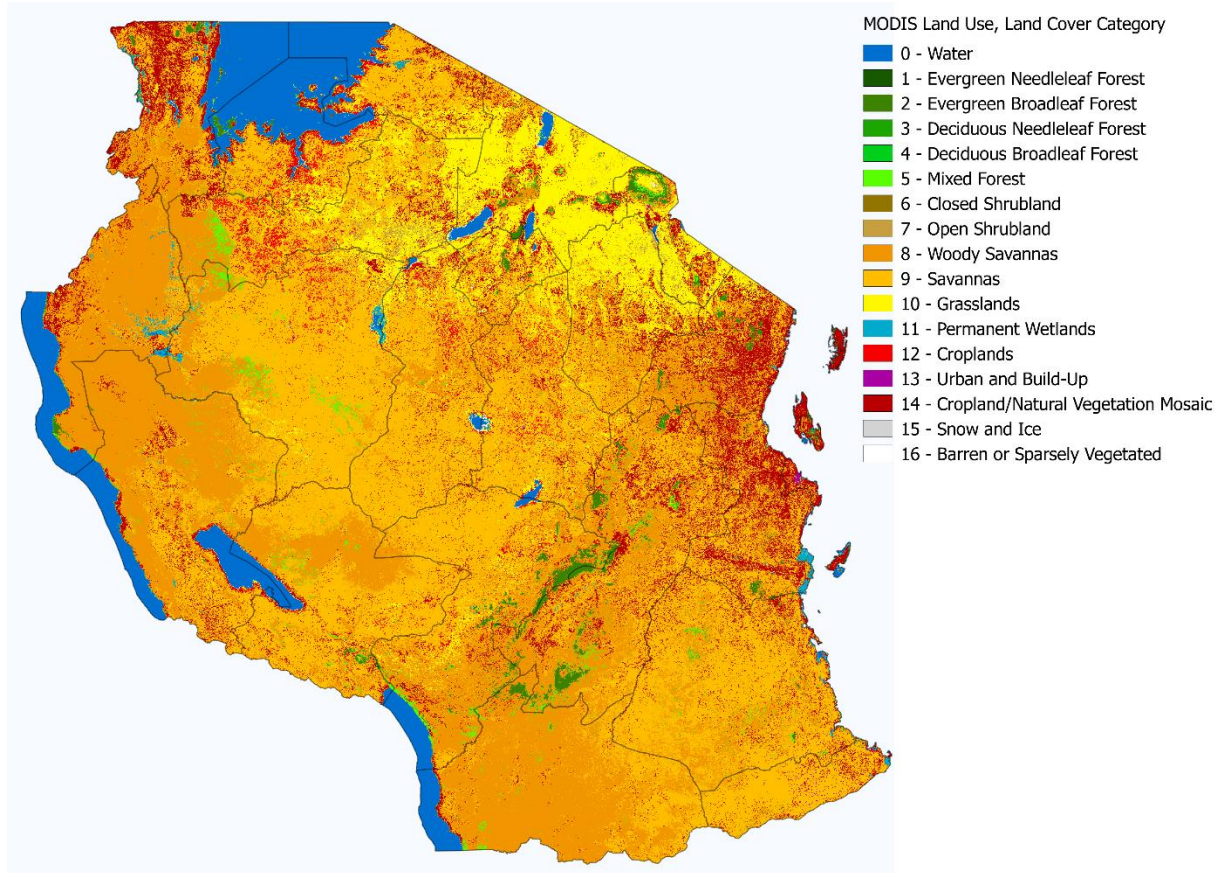 MODIS Land Use, Land Cover Category
0 - Water
1 - Evergreen Needleleaf Forest
2 - Evergreen Broadleaf Forest
3 - Deciduous Needleleaf Forest
4 - Deciduous Broadleaf Forest
5 - Mixed Forest
6 - Closed Shrubland
7 - Open Shrubland
8 - Woody Savannas
9 - Savannas
10 - Grasslands
11 - Permanent Wetlands
12 - Croplands
13 - Urban and Build-Up
14 - Cropland/Natural Vegetation Mosaic
15 - Snow and Ice
16 - Barren or Sparsely Vegetated